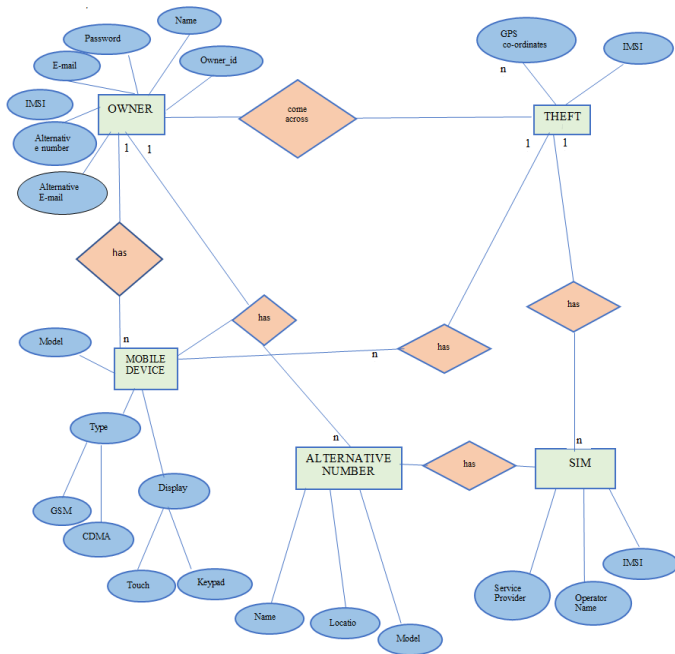 Name
Password
E-mail
Owner_id
IMSI
OWNER
Alternativ
e number
Alternative
E-mail
come
across
GPS
co-ordinates
n
IMSI
THEFT
1
1
1
1
has
has
has
has
n
n
Model
MOBILE
DEVICE
Type
GSM
CDMA
Display
Touch
Keypad
n
ALTERNATIVE
NUMBER
has
n
SIM
Name
Locatio
Model
Service
Provider
Operator
Name
IMSI